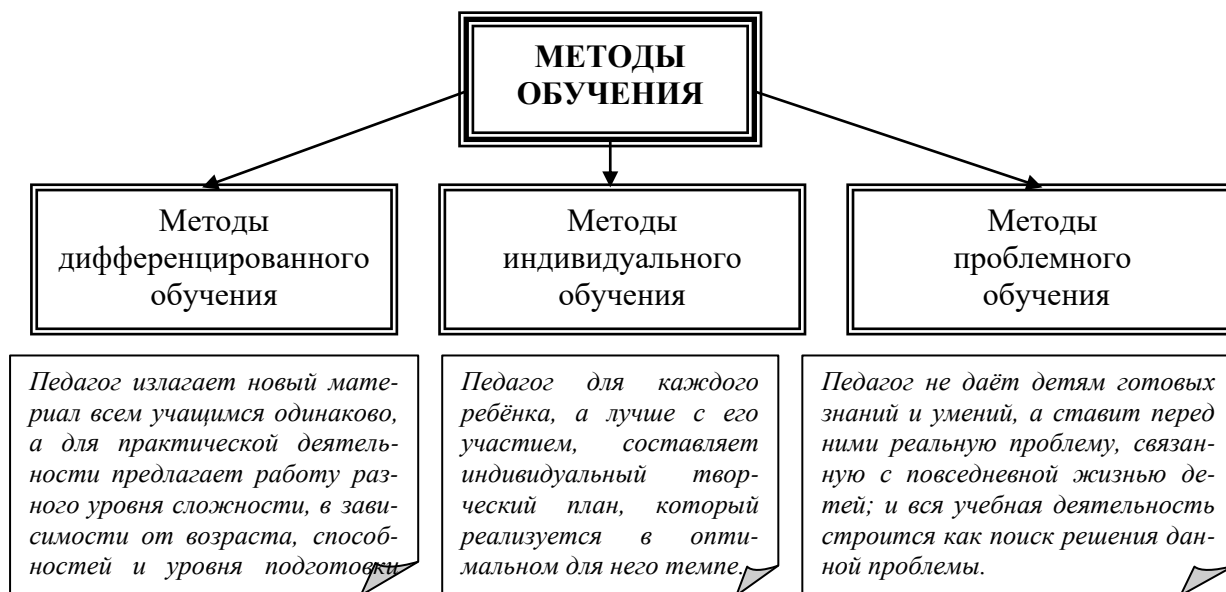 МЕТОДЫ
ОБУЧЕНИЯ
Методы
дифференцированного
обучения
Методы
индивидуального
обучения
Методы
проблемного
обучения
Педагог излагает новый мате-
риал всем учащимся одинаково,
а для практической деятель-
ности предлагает работу раз-
ного уровня сложности, в зави-
симости от возраста, способ-
ностей и уровня подготовки
Педагог для каждого
ребёнка, а лучше с его
участием, составляет
индивидуальный твор-
ческий план, который
реализуется в опти-
мальном для него темпе.
Педагог не даёт детям готовых
знаний и умений, а ставит перед
ними реальную проблему, связан-
ную с повседневной жизнью де-
тей; и вся учебная деятельность
строится как поиск решения дан-
ной проблемы.